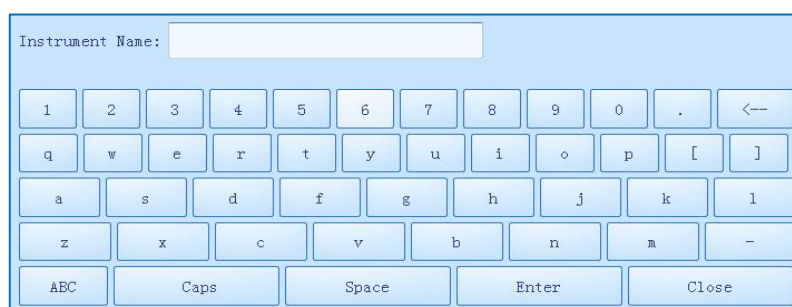 Instrument Name:
1 2 3 4 5 6 7 8 9 0 . <--
q w e r t y u i o p [ ]
a s d f g h j k l
z x c v b n m -
ABC Caps Space Enter Close